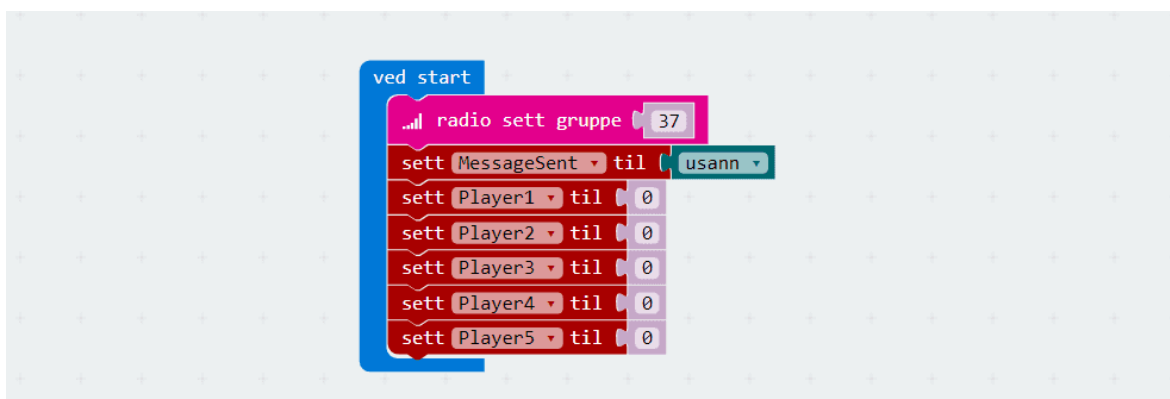 ved start
radio sett gruppe 37
sett MessageSent til usann
sett Player1 til 0
sett Player2 til 0
sett Player3 til 0
sett Player4 til 0
sett Player5 til 0